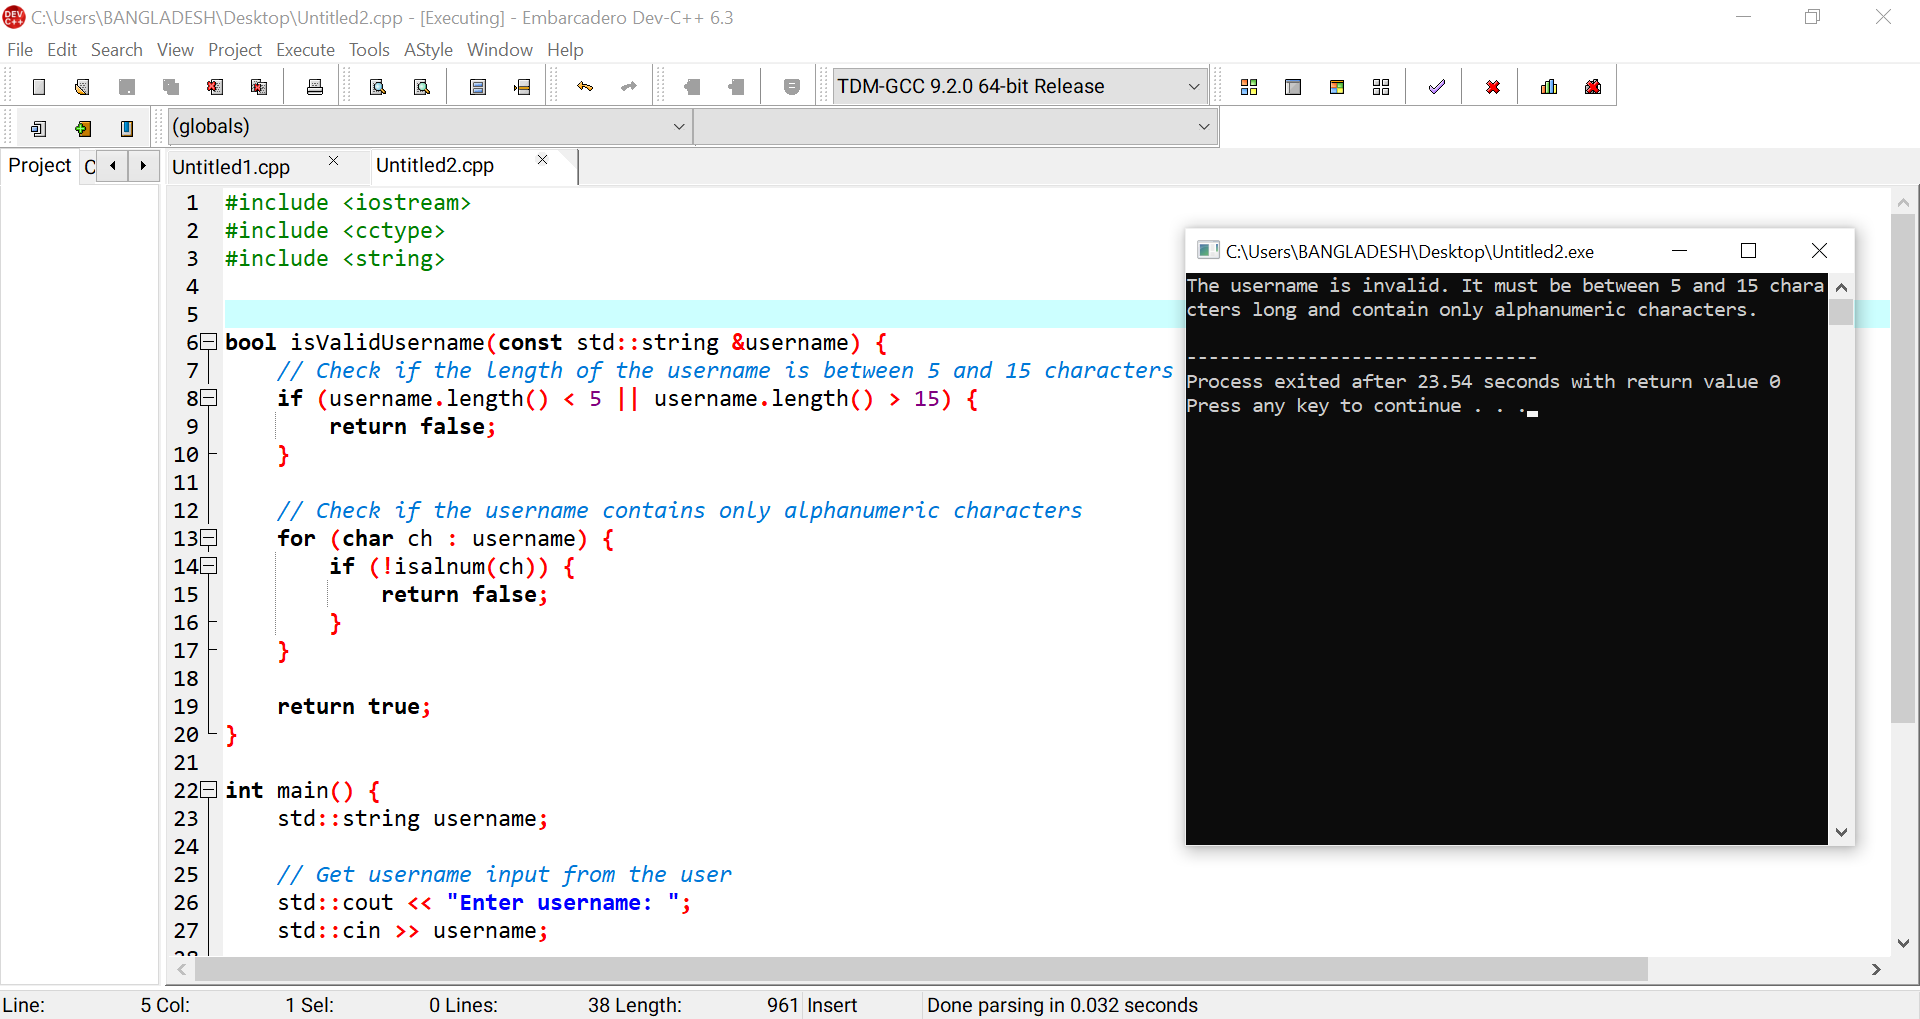 C:\Users\BANGLADESH\Desktop\Untitled2.cpp - [Executing] - Embarcadero Dev-C++ 6.3
File Edit Search View Project Execute Tools AStyle Window Help
TDM-GCC 9.2.0 64-bit Release
(globals)
Project C
Untitled1.cpp Untitled2.cpp
1 #include <iostream>
2 #include <cctype>
3 #include <string>
4
5
6 bool isValidUsername(const std::string &username) {
7 // Check if the length of the username is between 5 and 15 characters
8 if (username.length() < 5 || username.length() > 15) {
9 return false;
10 }
11
12 // Check if the username contains only alphanumeric characters
13 for (char ch : username) {
14 if (!isalnum(ch)) {
15 return false;
16 }
17 }
18
19 return true;
20 }
21
22 int main() {
23 std::string username;
24
25 // Get username input from the user
26 std::cout << "Enter username: ";
27 std::cin >> username;
C:\Users\BANGLADESH\Desktop\Untitled2.exe
The username is invalid. It must be between 5 and 15 chara
cters long and contain only alphanumeric characters.
--------------------------------
Process exited after 23.54 seconds with return value 0
Press any key to continue . . .
Line: 5 Col: 1 Sel: 0 Lines: 38 Length: 961 Insert Done parsing in 0.032 seconds